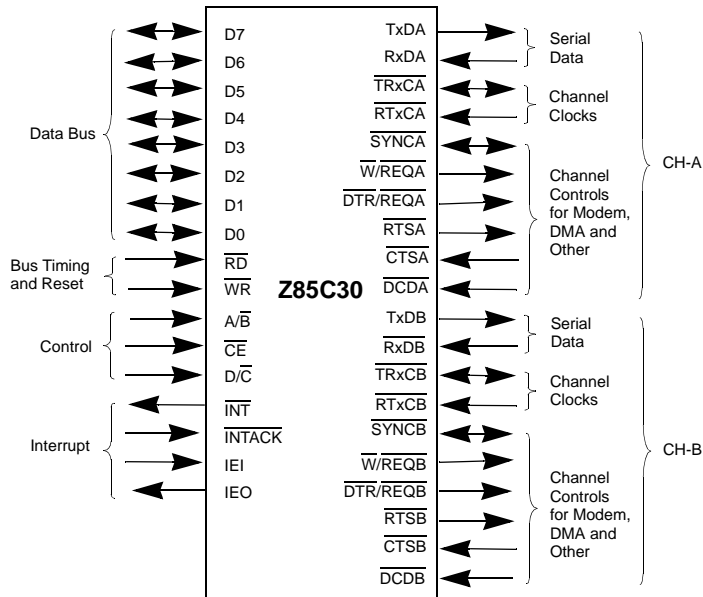 Data Bus
Bus Timing
and Reset
Control
Interrupt
D7
D6
D5
D4
D3
D2
D1
D0
RD
WR
A/B
CE
D/C
INT
INTACK
IEI
IEO
Z85C30
TxDA
RxDA
TRxCA
RTxCA
SYNCA
W/REQA
DTR/REQA
RTSA
CTSA
DCDA
TxDB
RxDB
TRxCB
RTxCB
SYNCB
W/REQB
DTR/REQB
RTSB
CTSB
DCDB
Serial
Data
Channel
Clocks
Channel
Controls
for Modem,
DMA and
Other
Serial
Data
Channel
Clocks
Channel
Controls
for Modem,
DMA and
Other
CH-A
CH-B